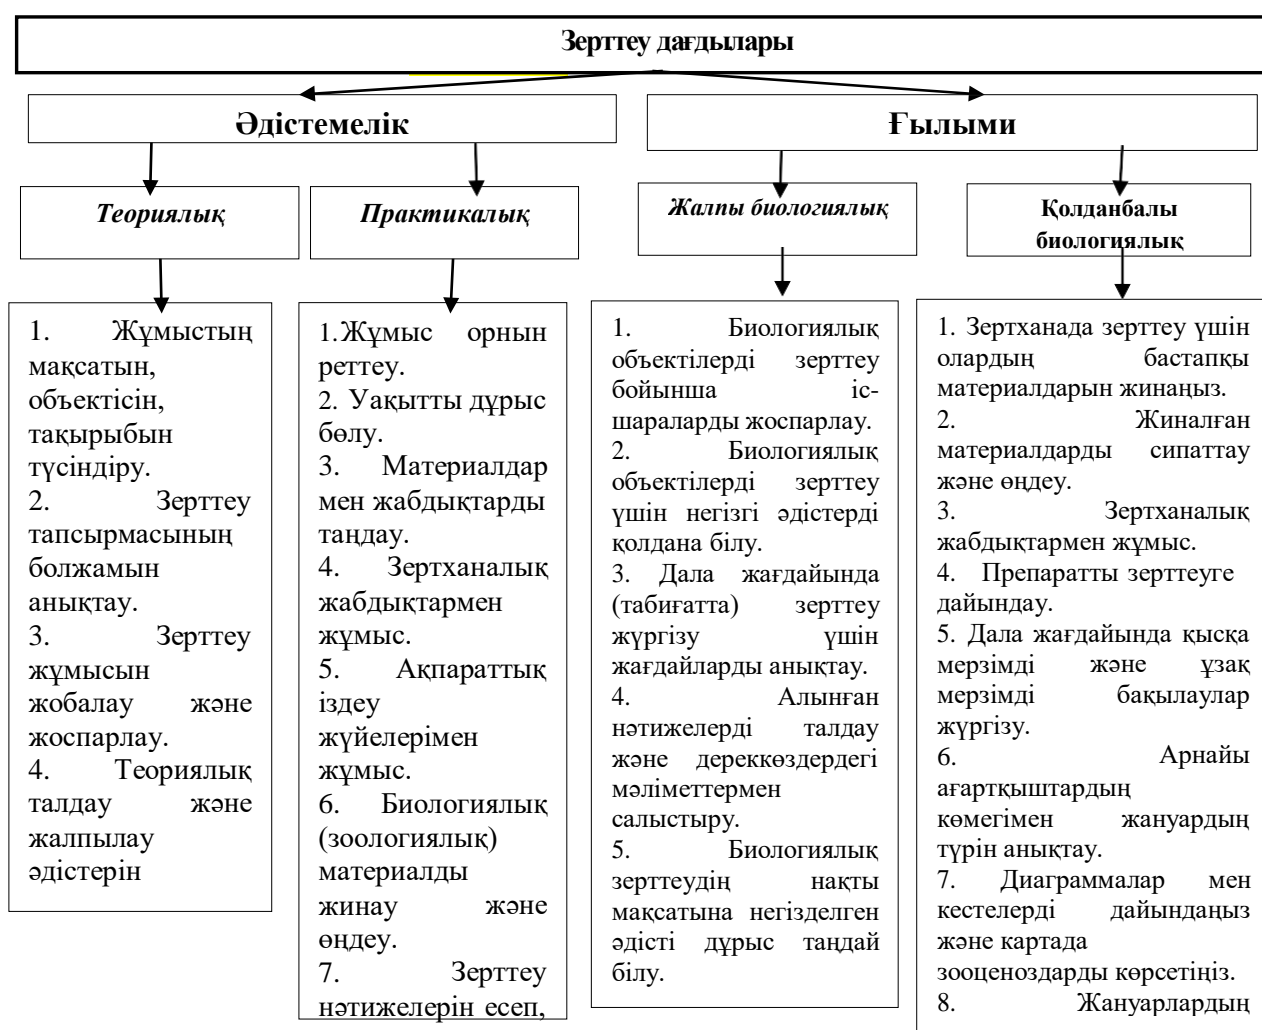 Зерттеу дағдылары
Әдістемелік
Ғылыми
Теориялық
Практикалық
Жалпы биологиялық
Қолданбалы
биологиялық
1. Жұмыстың
мақсатын,
объектісін,
тақырыбын
түсіндіру.
2. Зерттеу
тапсырмасының
болжамын
анықтау.
3. Зерттеу
жұмысын
жобалау және
жоспарлау.
4. Теориялық
талдау және
жалпылау
әдістерін
1.Жұмыс орнын
реттеу.
2. Уақытты дұрыс
бөлу.
3. Материалдар
мен жабдықтарды
таңдау.
4. Зертханалық
жабдықтармен
жұмыс.
5. Ақпараттық
іздеу
жүйелерімен
жұмыс.
6. Биологиялық
(зоологиялық)
материалды
жинау және
өңдеу.
7. Зерттеу
нәтижелерін есеп,
1. Биологиялық
объектілерді зерттеу
бойынша іс-
шараларды жоспарлау.
2. Биологиялық
объектілерді зерттеу
үшін негізгі әдістерді
қолдана білу.
3. Дала жағдайында
(табиғатта) зерттеу
жүргізу үшін
жағдайларды анықтау.
4. Алынған
нәтижелерді талдау
және дереккөздердегі
мәліметтермен
салыстыру.
5. Биологиялық
зерттеудің нақты
мақсатына негізделген
әдісті дұрыс таңдай
білу.
1. Зертханада зерттеу үшін
олардың бастапқы
материалдарын жинаңыз.
2. Жиналған
материалдарды сипаттау
және өңдеу.
3. Зертханалық
жабдықтармен жұмыс.
4. Препаратты зерттеуге
дайындау.
5. Дала жағдайында қысқа
мерзімді және ұзақ
мерзімді бақылаулар
жүргізу.
6. Арнайы
ағартқыштардың
көмегімен жануардың
түрін анықтау.
7. Диаграммалар мен
кестелерді дайындаңыз
және картада
зооценоздарды көрсетіңіз.
8. Жануарлардың